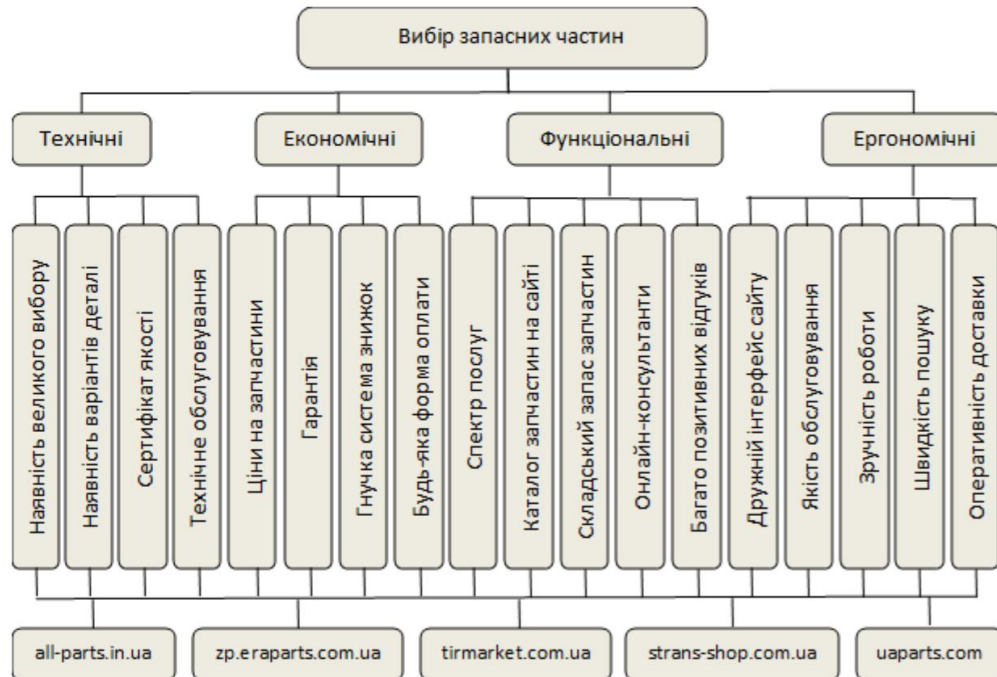 Вибір запасних частин
Технічні
Економічні
Функціональні
Ергономічні
Наявність великого вибору
Наявність варіантів деталі
Сертифікат якості
Технічне обслуговування
Ціни на запчастини
Гарантія
Гнучка система знижок
Будь-яка форма оплати
Спектр послуг
Каталог запчастин на сайті
Складський запас запчастин
Онлайн-консультанти
Багато позитивних відгуків
Дружній інтерфейс сайту
Якість обслуговування
Зручність роботи
Швидкість пошуку
Оперативність доставки
all-parts.in.ua
zp.eraparts.com.ua
tirmarket.com.ua
strans-shop.com.ua
uaparts.com